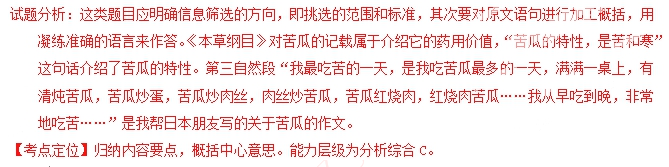 试题分析：这类题目应明确信息筛选的方向，即挑选的范围和标准，其次要对原文语句进行加工概括，用
凝练准确的语言来作答。《本草纲目》对苦瓜的记载属于介绍它的药用价值，“苦瓜的特性，是苦和寒”
这句话介绍了苦瓜的特性。第三自然段“我最吃苦的一天，是我吃苦瓜最多的一天，满满一桌上，有
清炖苦瓜，苦瓜炒蛋，苦瓜炒肉丝，肉丝炒苦瓜，苦瓜红烧肉，红烧肉苦瓜……我从早吃到晚，非常
地吃苦……”是我帮日本朋友写的关于苦瓜的作文。
【考点定位】归纳内容要点，概括中心意思。能力层级为分析综合 C。